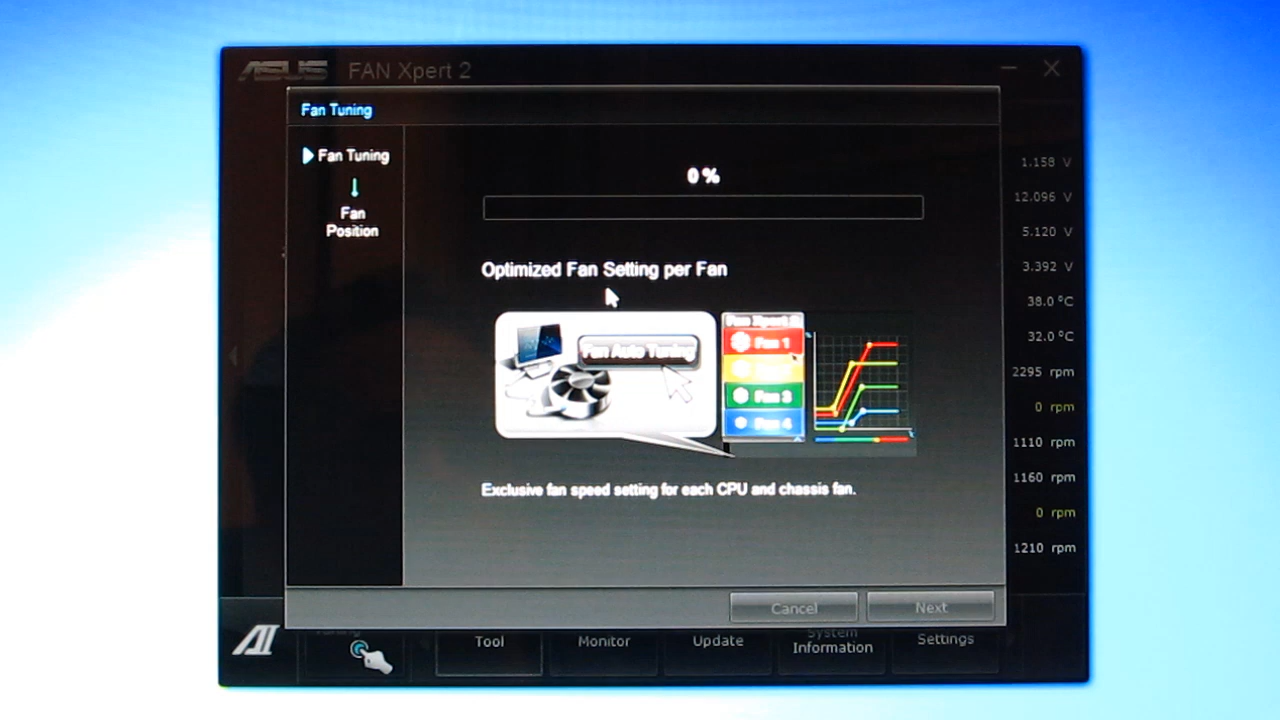 ASUS FAN Xpert 2
Fan Tuning
Fan Tuning
Fan
Position
0 %
Optimized Fan Setting per Fan
Fan Auto Tuning
Fan Xpert 2
Fan 1
Fan 3
Fan 4
Exclusive fan speed setting for each CPU and chassis fan.
1.158 V
12.096 V
5.120 V
3.392 V
38.0 °C
32.0 °C
2295 rpm
0 rpm
1110 rpm
1160 rpm
0 rpm
1210 rpm
Cancel Next
Tool Monitor Update System
Information Settings